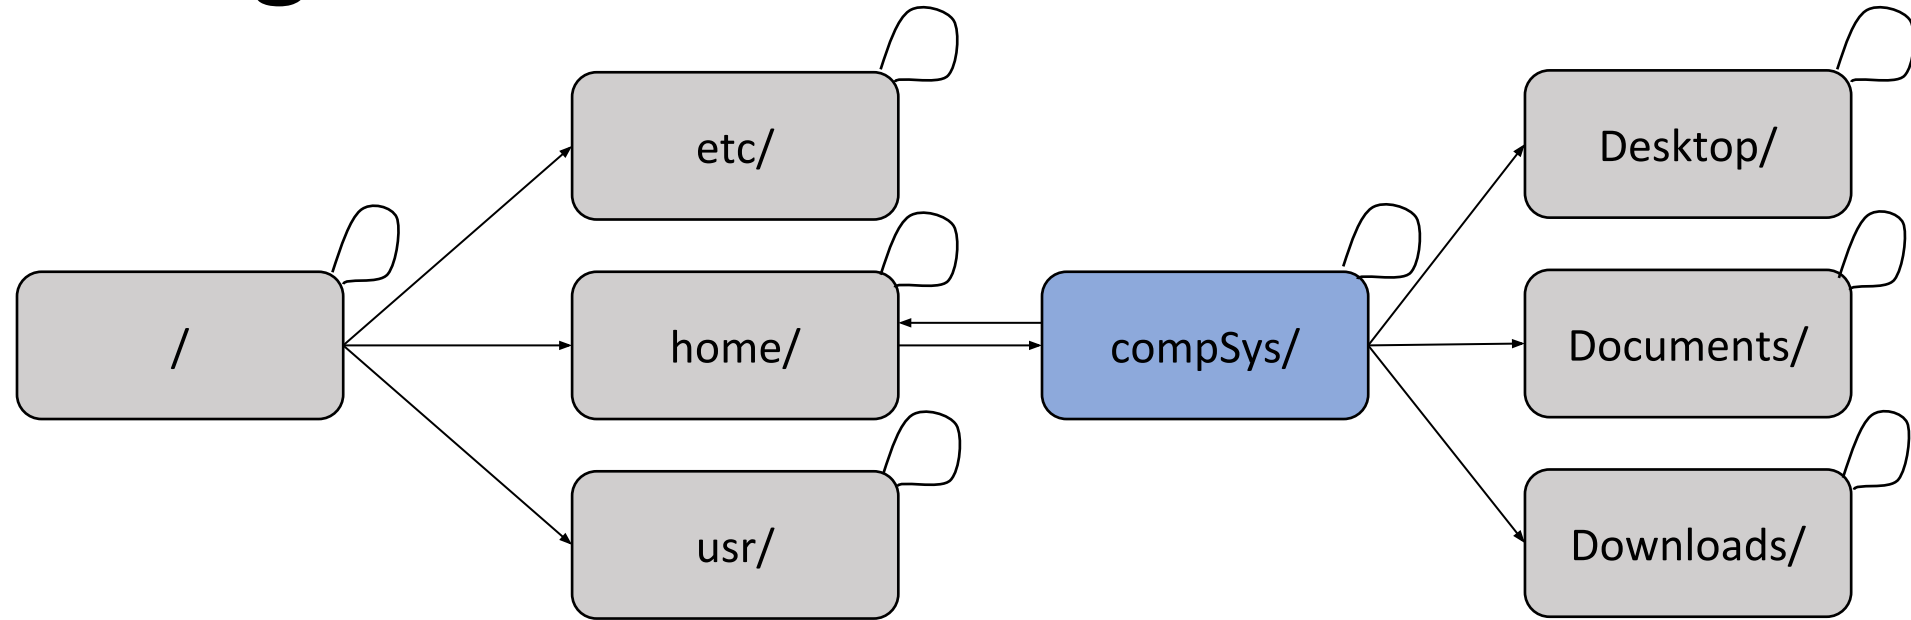 etc/
Desktop/
/
home/
compSys/
Documents/
usr/
Downloads/